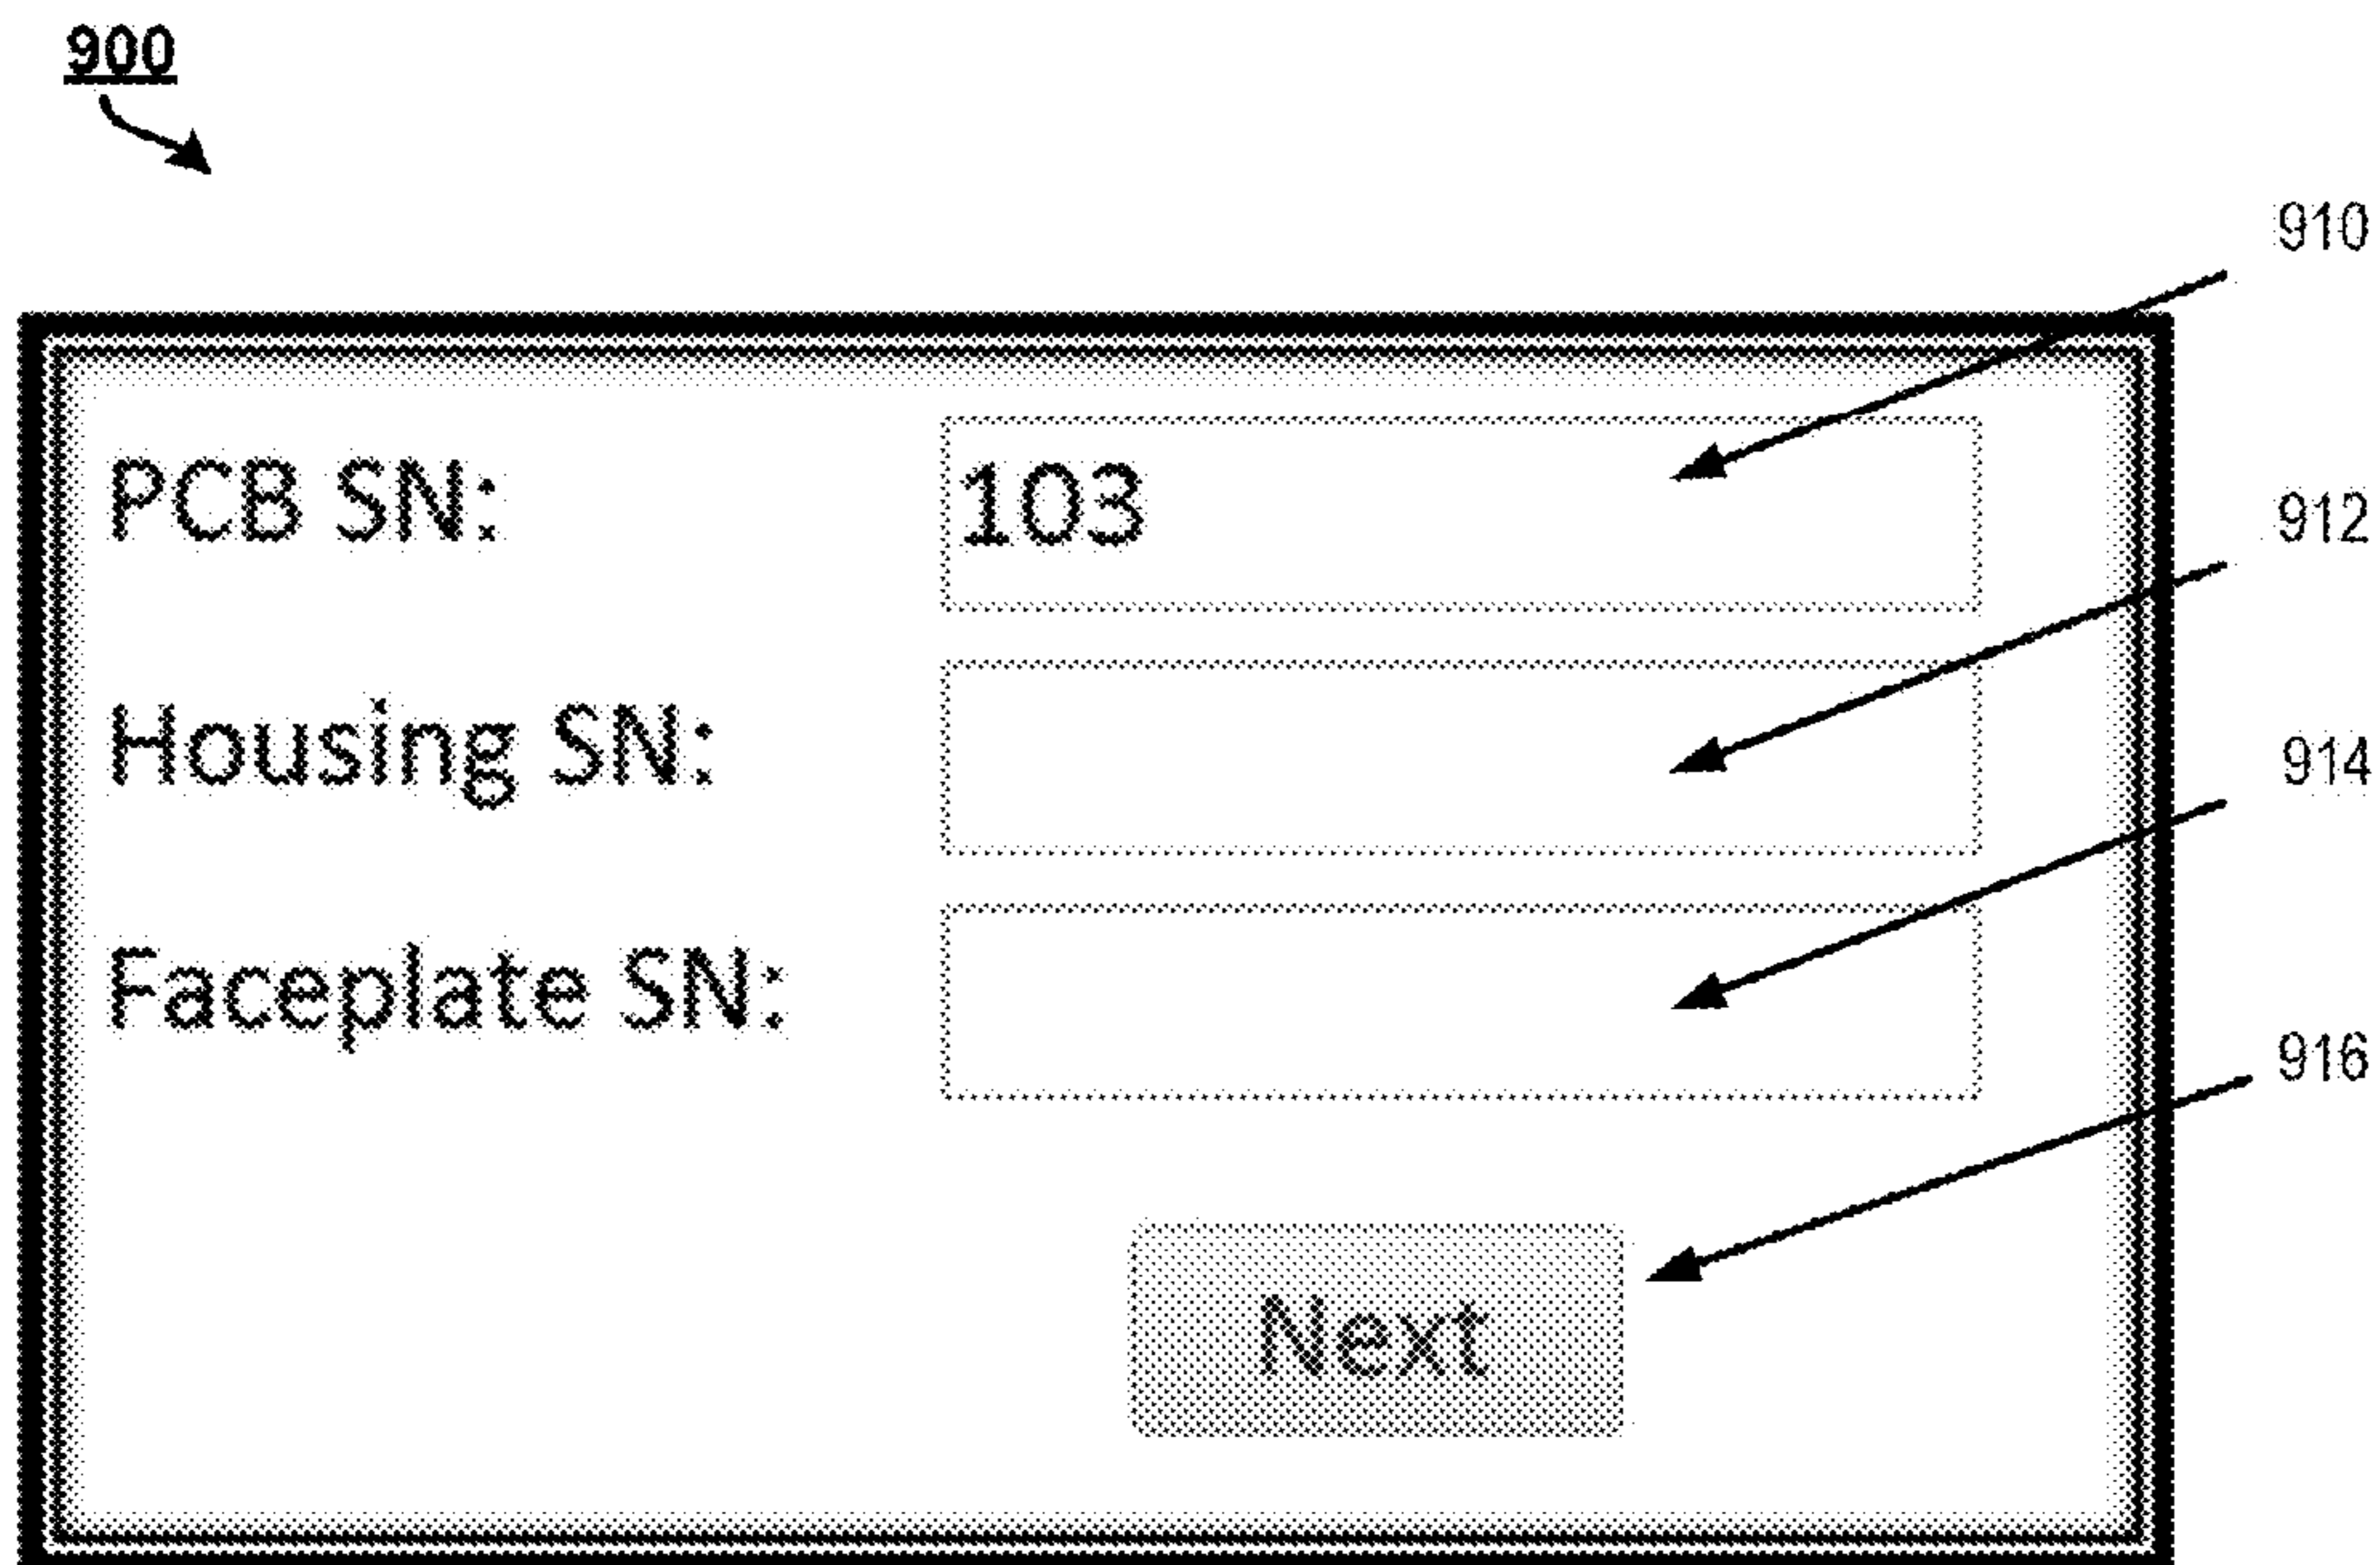 900
910
PCB SN: 103
912
Housing SN:
914
Faceplate SN:
916
Next